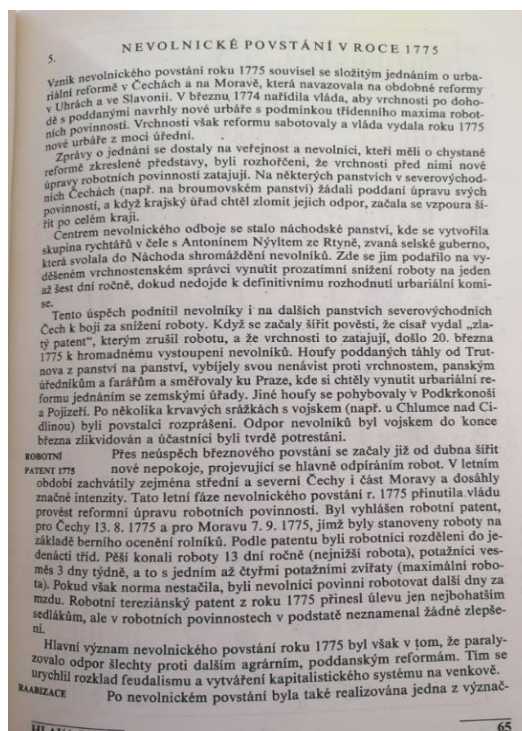 NEVOLNICKÉ POVSTÁNÍ V ROCE 1775
5.
Vznik nevolnického povstání roku 1775 souvisel se složitým jednáním o urba-
riální reformě v Čechách a na Moravě, která navazovala na obdobné reformy
v Uhrách a ve Slavonii. V březnu 1774 nařídila vláda, aby vrchnosti po doho-
dě s poddanými navrhly nové urbáře s podmínkou třídenního maxima robot-
ních povinností. Vrchnosti však reformu sabotovaly a vláda vydala roku 1775
nové urbáře z moci úřední.
Zprávy o jednání se dostaly na veřejnost a nevolníci, kteří měli o chystané
reformě zkreslené představy, byli rozhořčeni, že vrchnosti před nimi nové
úpravy robotních povinností zatajují. Na některých panstvích v severovýchod-
ních Čechách (např. na broumovském panství) žádali poddaní úpravu svých
povinností, a když krajský úřad chtěl zlomit jejich odpor, začala se vzpoura ší-
řit po celém kraji.
Centrem nevolnického odboje se stalo náchodské panství, kde se vytvořila
skupina rychtářů v čele s Antonínem Nývltem ze Rtyně, zvaná selské guberno,
která svolala do Náchoda shromáždění nevolníků. Zde se jim podařilo na vy-
děšeném vrchnostenském správci vynutit prozatímní snížení roboty na jeden
až šest dní ročně, dokud nedojde k definitivnímu rozhodnutí urbariální komi-
se.
Tento úspěch podnítil nevolníky i na dalších panstvích severovýchodních
Čech k boji za snížení roboty. Když se začaly šířit pověsti, že císař vydal „zla-
tý patent“, kterým zrušil robotu, a že vrchnosti to zatajují, došlo 20. března
1775 k hromadnému vystoupení nevolníků. Houfy poddaných táhly od Trut-
nova z panství na panství, vybíjely svou nenávist proti vrchnostem, panským
úředníkům a farářům a směřovaly ku Praze, kde si chtěly vynutit urbariální re-
formu jednáním se zemskými úřady. Jiné houfy se pohybovaly v Podkrkonoší
a Pojizeří. Po několika krvavých srážkách s vojskem (např. u Chlumce nad Ci-
dlinou) byli povstalci rozprášeni. Odpor nevolníků byl vojskem do konce
března zlikvidován a účastníci byli tvrdě potrestáni.
ROBOTNÍ Přes neúspěch březnového povstání se začaly již od dubna šířit
PATENT 1775 nové nepokoje, projevující se hlavně odpíráním robot. V letním
období zachvátily zejména střední a severní Čechy i část Moravy a dosáhly
značné intenzity. Tato letní fáze nevolnického povstání r. 1775 přinutila vládu
provést reformní úpravu robotních povinností. Byl vyhlášen robotní patent,
pro Čechy 13. 8. 1775 a pro Moravu 7. 9. 1775, jímž byly stanoveny roboty na
základě berního ocenění rolníků. Podle patentu byli robotníci rozděleni do je-
denácti tříd. Pěší konali roboty 13 dní ročně (nejnižší robota), potažníci ves-
měs 3 dny týdně, a to s jedním až čtyřmi potažními zvířaty (maximální robo-
ta). Pokud však norma nestačila, byli nevolníci povinni robotovat další dny za
mzdu. Robotní tereziánský patent z roku 1775 přinesl úlevu jen nejbohatším
sedlákům, ale v robotních povinnostech v podstatě neznamenal žádné zlepše-
ní.
Hlavní význam nevolnického povstání roku 1775 byl však v tom, že paraly-
zovalo odpor šlechty proti dalším agrárním, poddanským reformám. Tím se
urychlil rozklad feudalismu a vytváření kapitalistického systému na venkově.
RAABIZACE Po nevolnickém povstání byla také realizována jedna z význač-
65